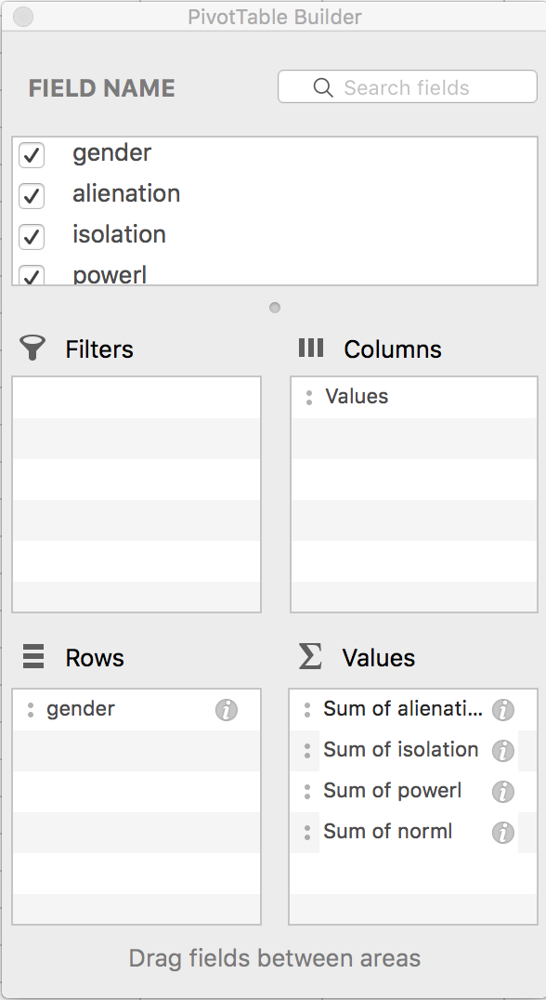 PivotTable Builder
FIELD NAME
Search fields
gender
alienation
isolation
powerl
Filters
Columns
Values
Rows
Values
gender
Sum of alienati...
Sum of isolation
Sum of powerl
Sum of norml
Drag fields between areas